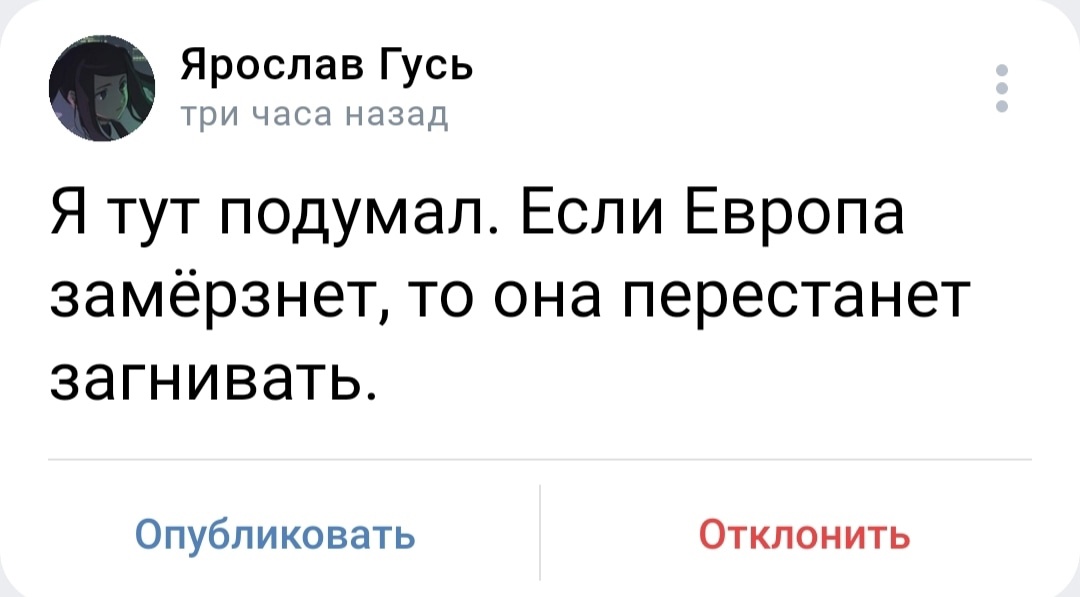 Ярослав Гусь
три часа назад
Я тут подумал. Если Европа
замёрзнет, то она перестанет
загнивать.
Опубликовать
Отклонить